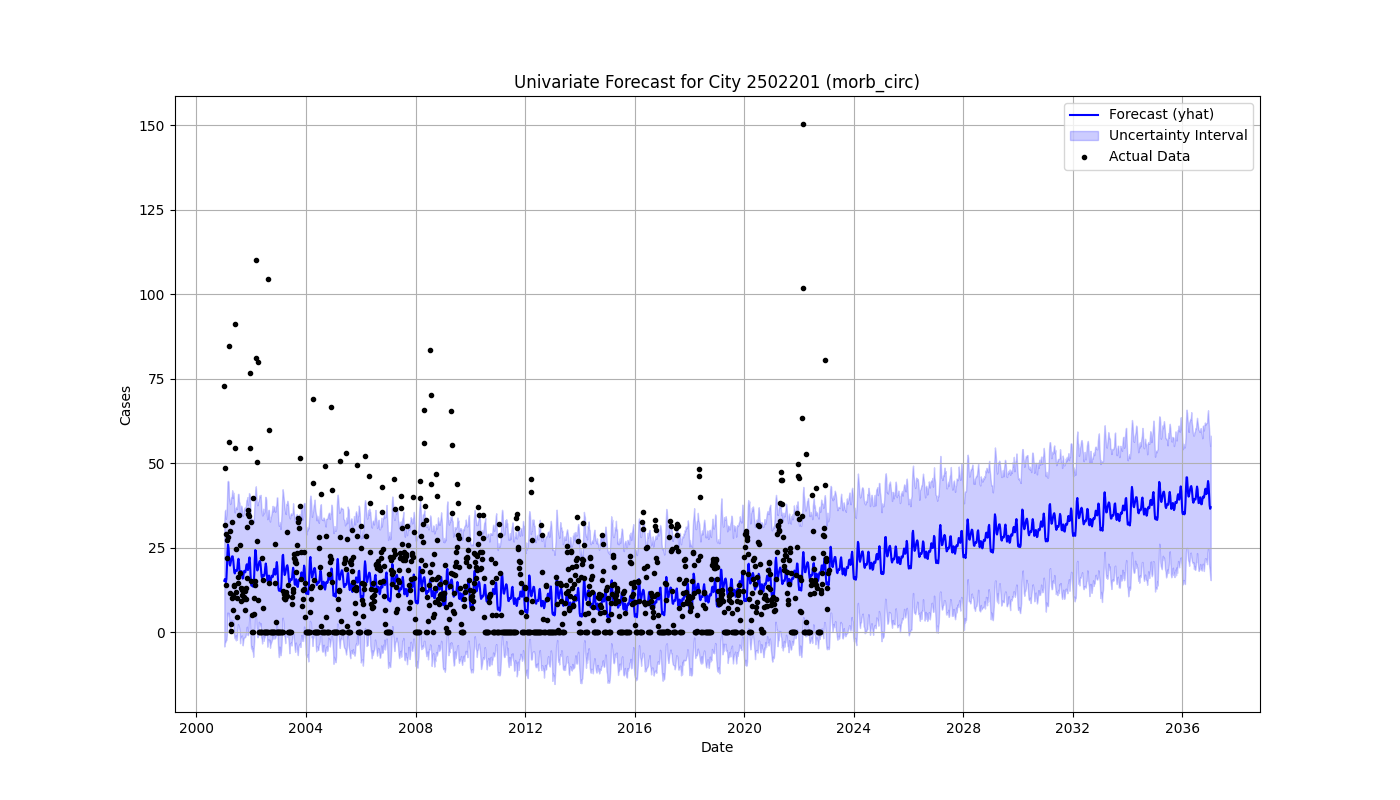 Univariate Forecast for City 2502201 (morb_circ)
Forecast (yhat)
Uncertainty Interval
Actual Data
150
125
100
75
50
25
0
Cases
2000 2004 2008 2012 2016 2020 2024 2028 2032 2036
Date